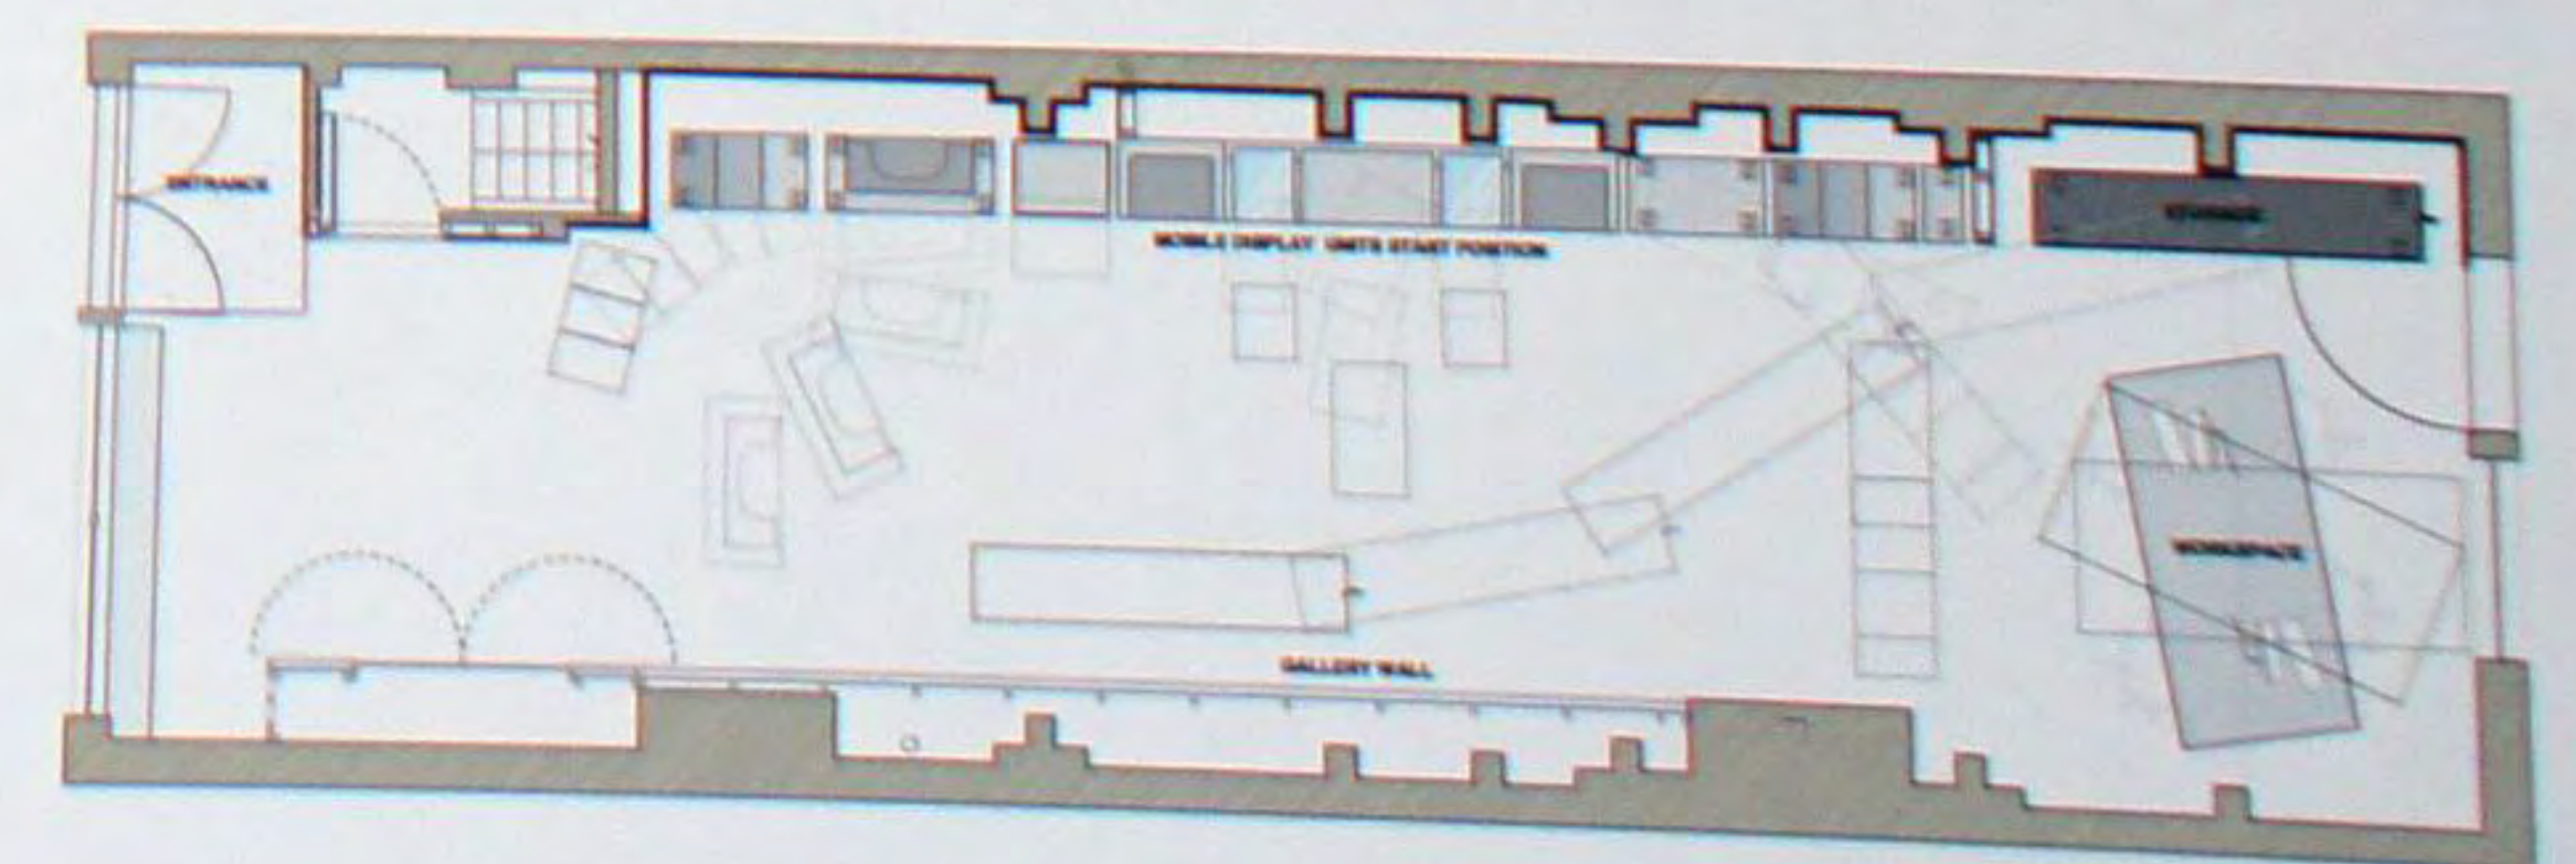 ENTRANCE
MOBILE DISPLAY UNITS START POSITION
STORAGE
WORKSPACE
GALLERY WALL